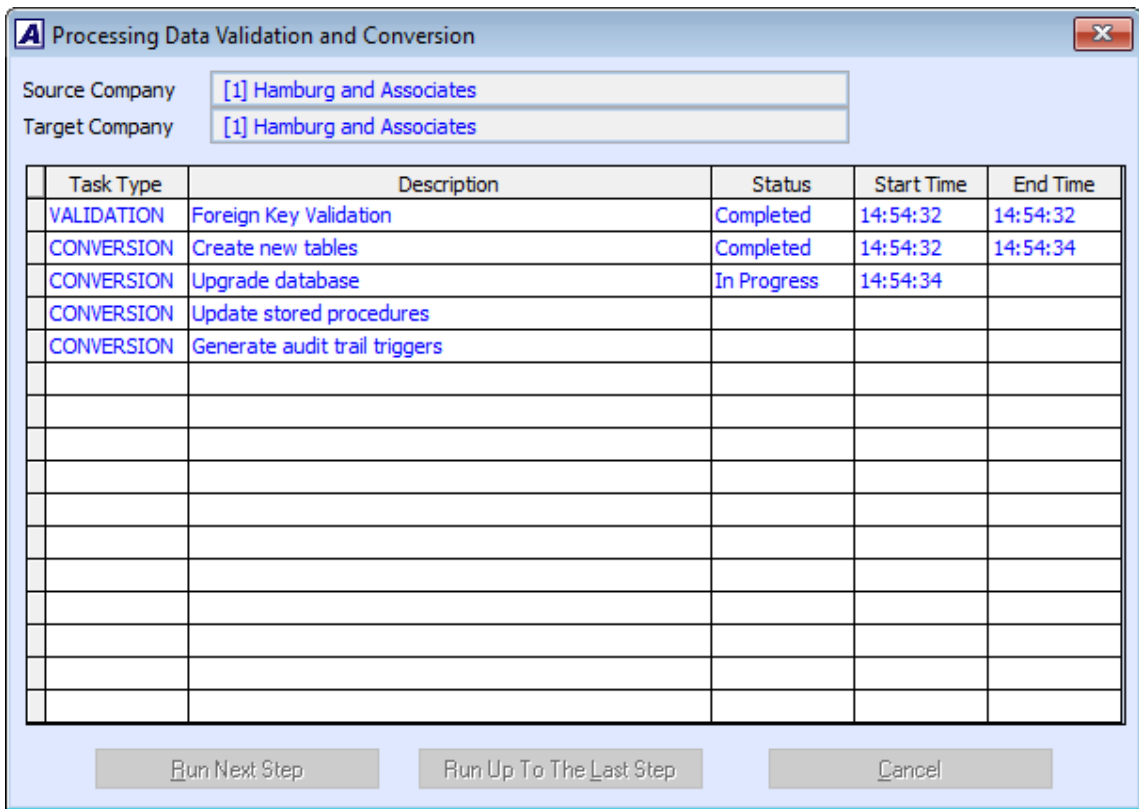 Processing Data Validation and Conversion
Source Company [1] Hamburg and Associates
Target Company [1] Hamburg and Associates
Task Type Description Status Start Time End Time
VALIDATION Foreign Key Validation Completed 14:54:32 14:54:32
CONVERSION Create new tables Completed 14:54:32 14:54:34
CONVERSION Upgrade database In Progress 14:54:34
CONVERSION Update stored procedures
CONVERSION Generate audit trail triggers
Run Next Step Run Up To The Last Step Cancel